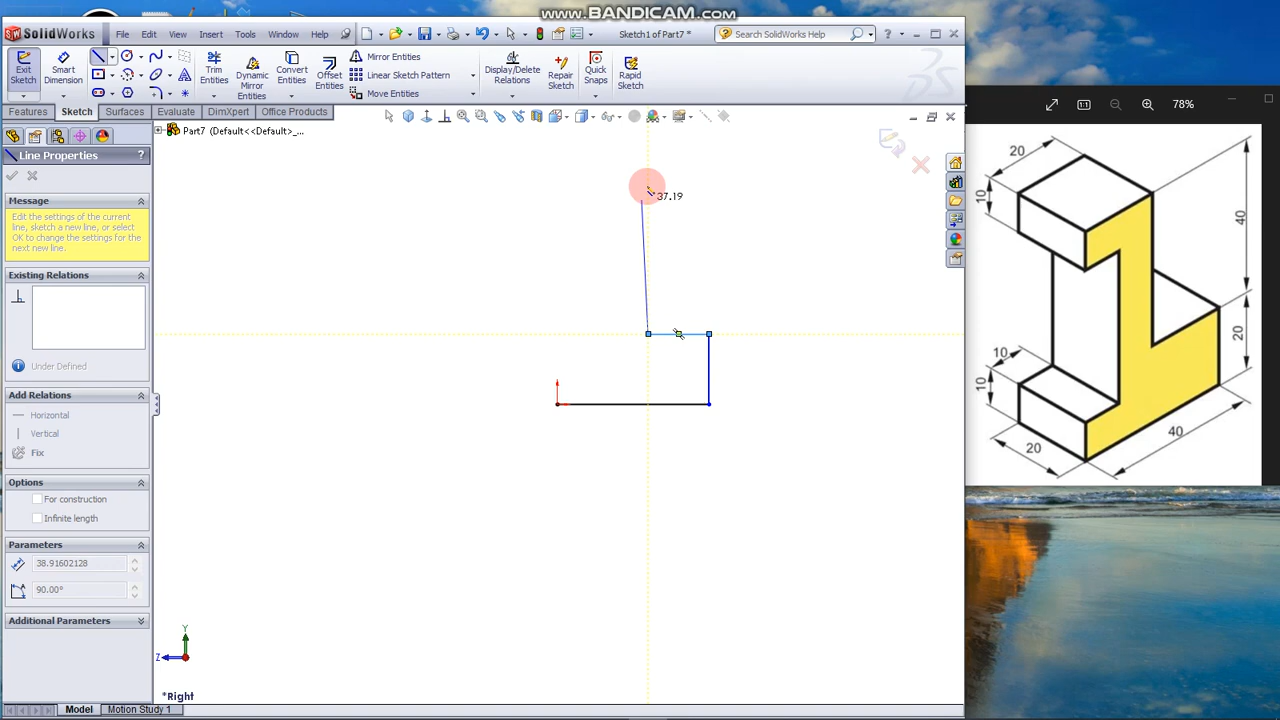 www.BANDICAM.com
SolidWorks File Edit View Insert Tools Window Help Sketch1 of Part7 * Search SolidWorks Help
Exit Sketch
Smart Dimension
Trim Entities
Dynamic Mirror Entities
Convert Entities
Offset Entities
Mirror Entities
Linear Sketch Pattern
Move Entities
Display/Delete Relations
Repair Sketch
Quick Snaps
Rapid Sketch
Features Sketch Surfaces Evaluate DimXpert Office Products
1:1 78%
Part7 (Default<<Default>_...
Line Properties ?
Message
Edit the settings of the current line, sketch a new line, or select OK to change the settings for the next new line.
Existing Relations
Under Defined
Add Relations
Horizontal
Vertical
Fix
Options
For construction
Infinite length
Parameters
38.91602128
90.00°
Additional Parameters
37.19
Y
Z
*Right
Model Motion Study 1
20
10
40
20
10
10
20
40